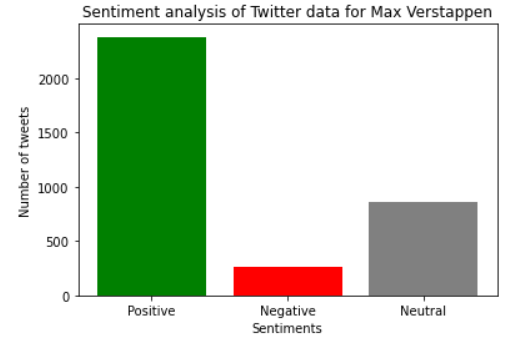 Sentiment analysis of Twitter data for Max Verstappen
Number of tweets
2000
1500
1000
500
0
Positive Negative Neutral
Sentiments